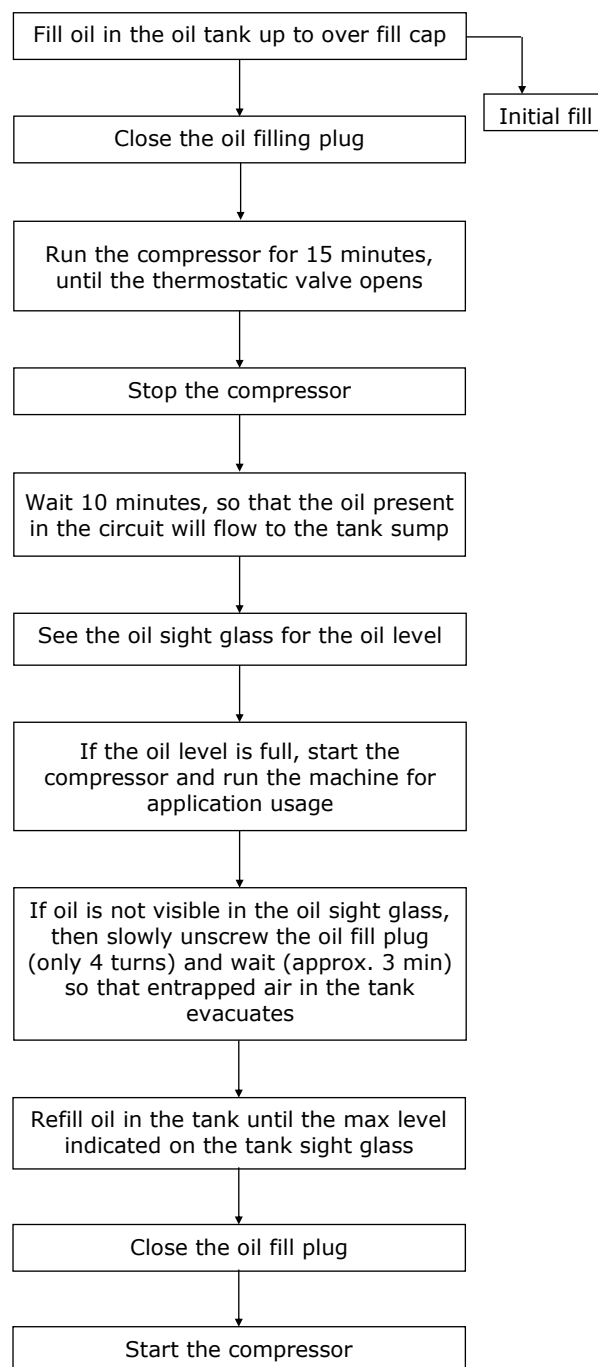 Fill oil in the oil tank up to over fill cap
Initial fill
Close the oil filling plug
Run the compressor for 15 minutes,
until the thermostatic valve opens
Stop the compressor
Wait 10 minutes, so that the oil present
in the circuit will flow to the tank sump
See the oil sight glass for the oil level
If the oil level is full, start the
compressor and run the machine for
application usage
If oil is not visible in the oil sight glass,
then slowly unscrew the oil fill plug
(only 4 turns) and wait (approx. 3 min)
so that entrapped air in the tank
evacuates
Refill oil in the tank until the max level
indicated on the tank sight glass
Close the oil fill plug
Start the compressor